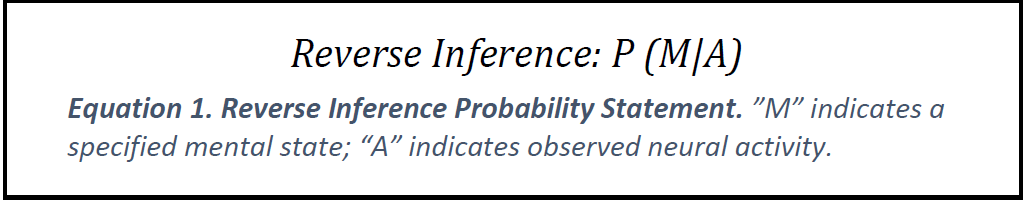 Reverse Inference: P (M|A)
Equation 1. Reverse Inference Probability Statement. ”M” indicates a
specified mental state; “A” indicates observed neural activity.